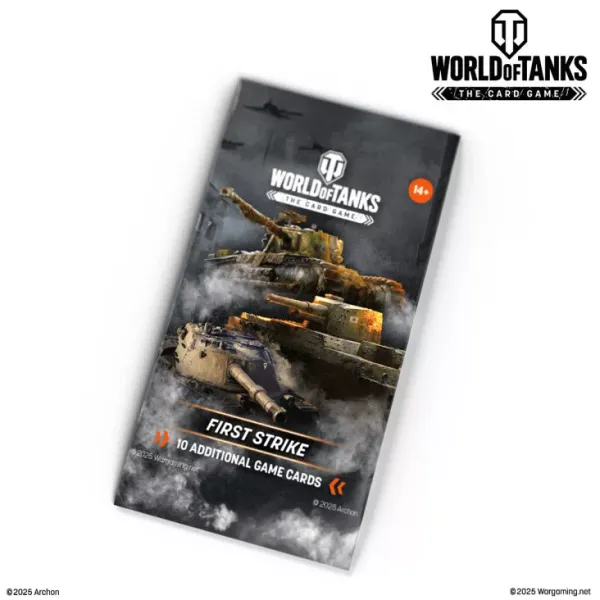 WORLD OF TANKS
THE CARD GAME
WORLD OF TANKS
THE CARD GAME
14+
FIRST STRIKE
10 ADDITIONAL GAME CARDS
©2025 Wargaming.net
© 2025 Archon
©2025 Archon
©2025 Wargaming.net